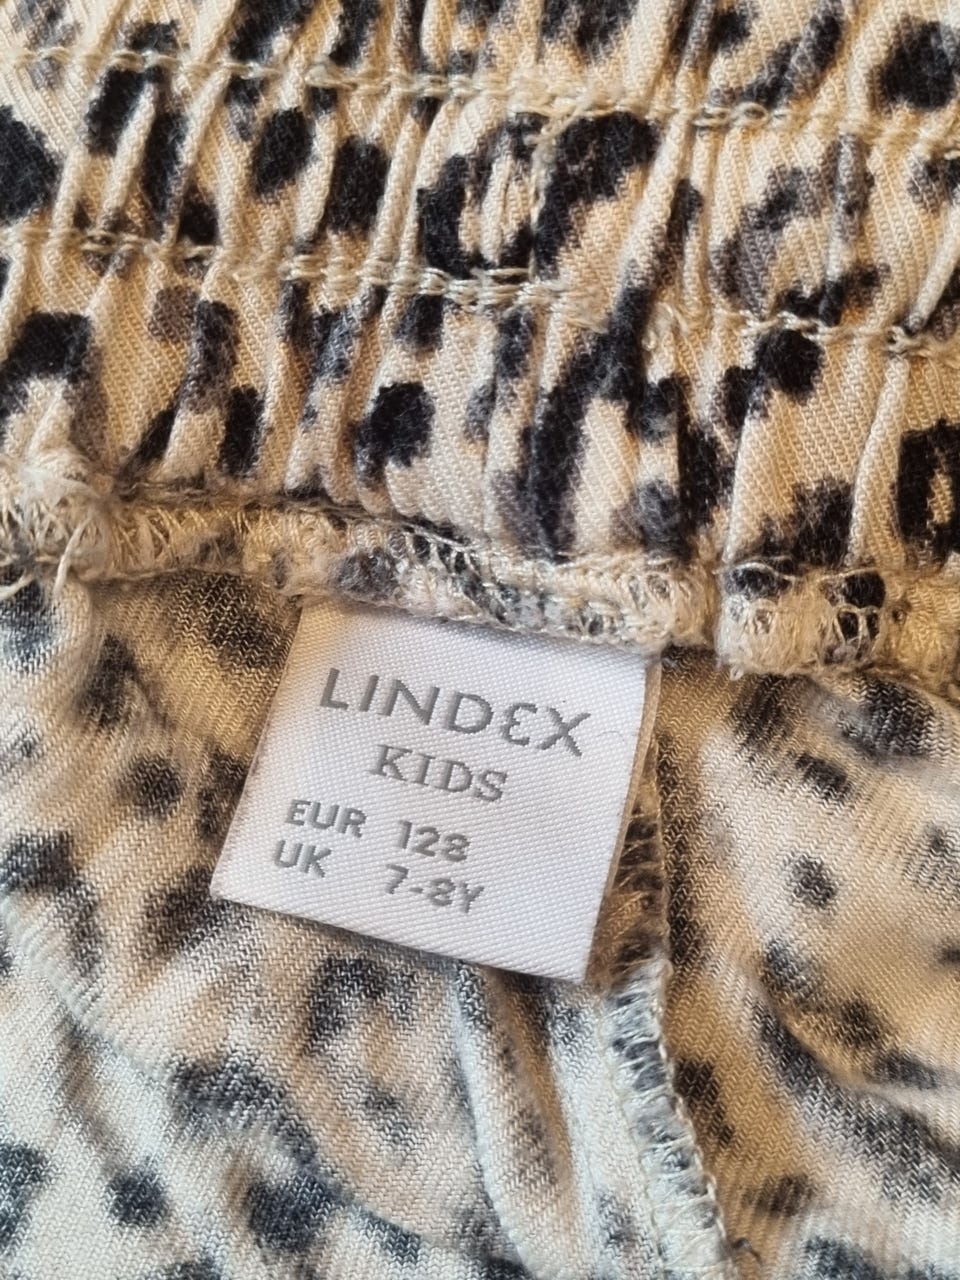 LINDEX
KIDS
EUR 128
UK 7-8Y